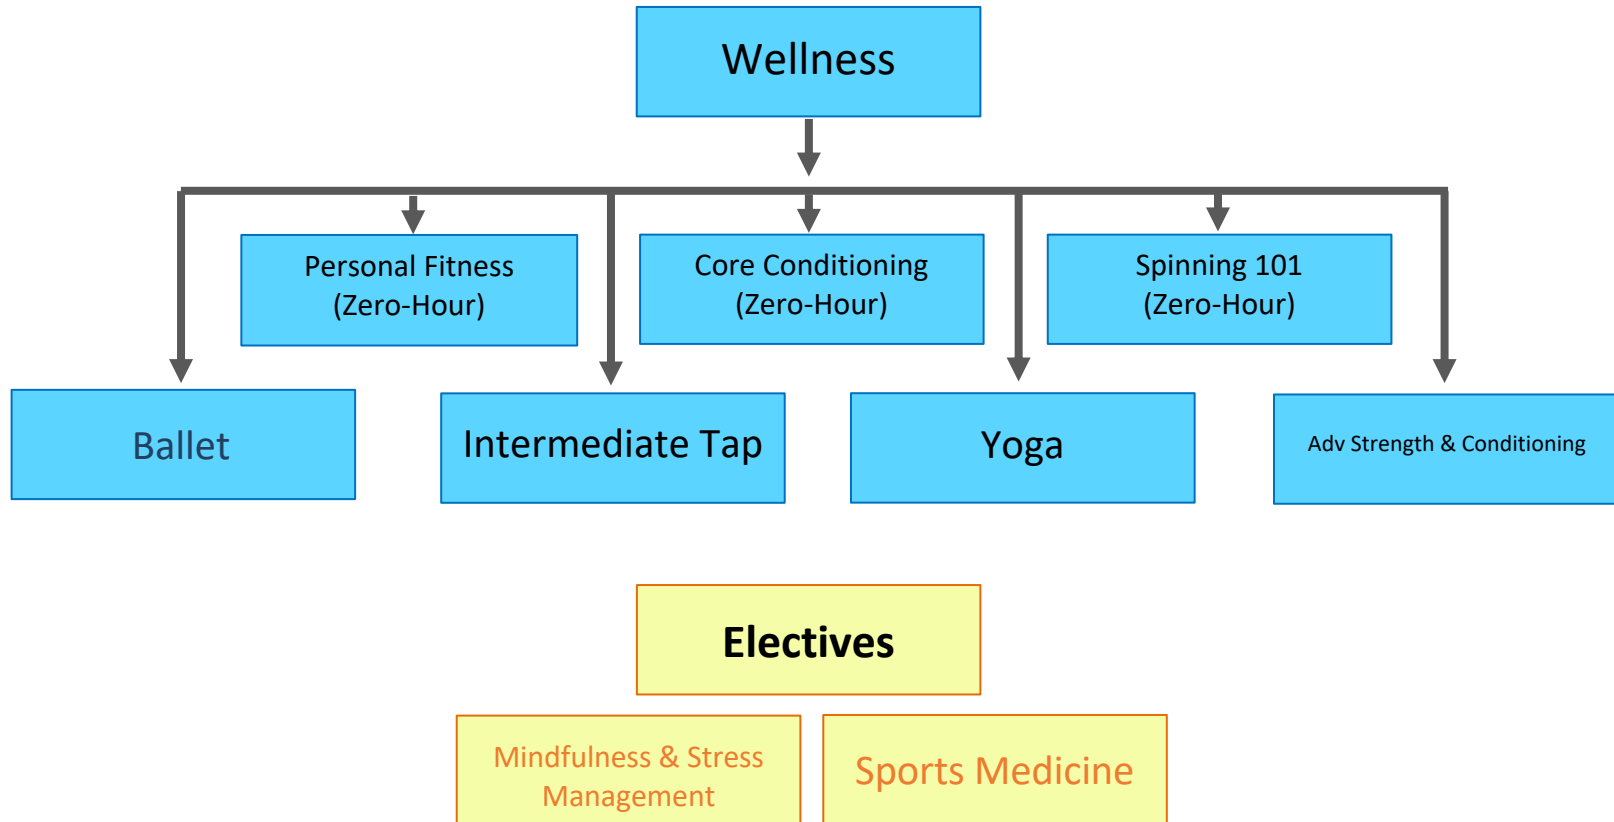 Wellness
Personal Fitness
(Zero-Hour)
Core Conditioning
(Zero-Hour)
Spinning 101
(Zero-Hour)
Ballet
Intermediate Tap
Yoga
Adv Strength & Conditioning
Electives
Mindfulness & Stress
Management
Sports Medicine